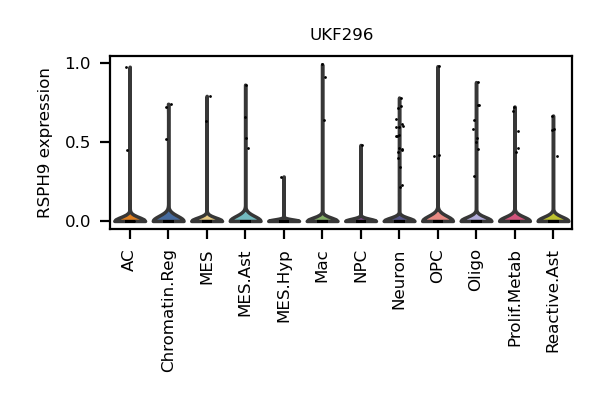 UKF296
RSPH9 expression
1.0
0.5
0.0
AC
Chromatin.Reg
MES
MES.Ast
MES.Hyp
Mac
NPC
Neuron
OPC
Oligo
Prolif.Metab
Reactive.Ast